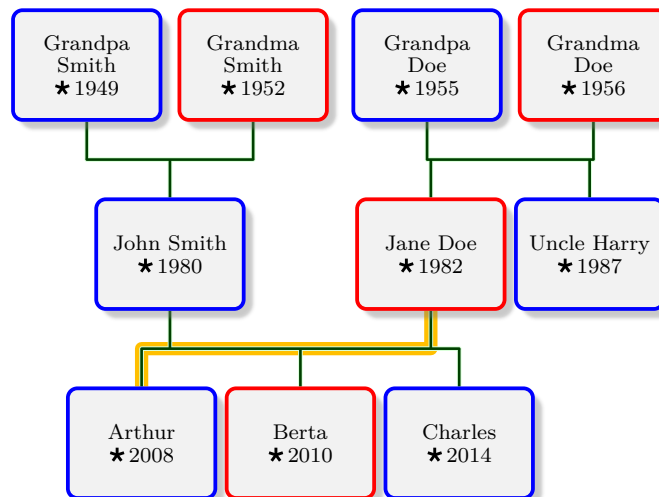 Grandpa
Smith
★ 1949
Grandma
Smith
★ 1952
Grandpa
Doe
★ 1955
Grandma
Doe
★ 1956
John Smith
★ 1980
Jane Doe
★ 1982
Uncle Harry
★ 1987
Arthur
★ 2008
Berta
★ 2010
Charles
★ 2014